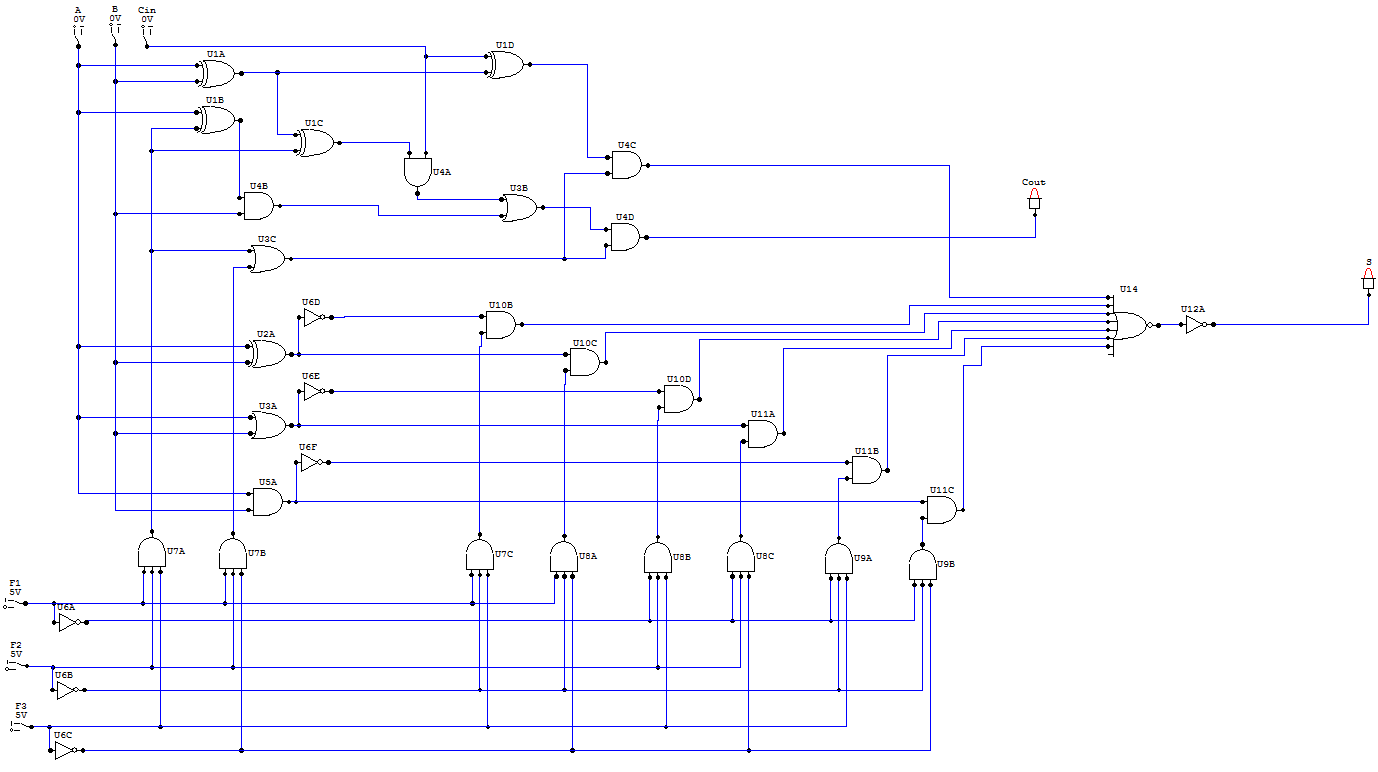 A
0V
B
0V
Cin
0V
U1A
U1D
U1B
U1C
U4A
U4C
U4B
U3B
U4D
Cout
U3C
S
U14
U12A
U6D
U10B
U2A
U10C
U6E
U10D
U3A
U11A
U6F
U11B
U5A
U11C
U7A
U7B
U7C
U8A
U8B
U8C
U9A
U9B
F1
5V
U6A
F2
5V
U6B
F3
5V
U6C